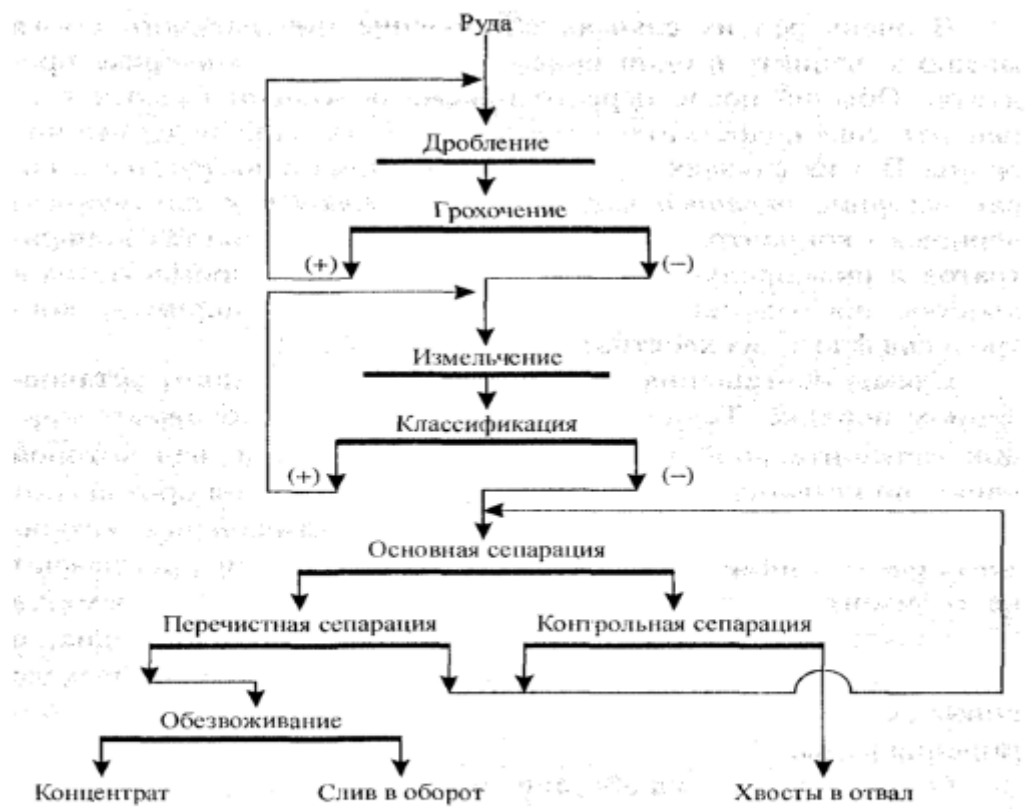 Руда
Дробление
Грохочение
(+) (−)
Измельчение
Классификация
(+) (−)
Основная сепарация
Перечистная сепарация Контрольная сепарация
Обезвоживание
Концентрат Слив в оборот Хвосты в отвал